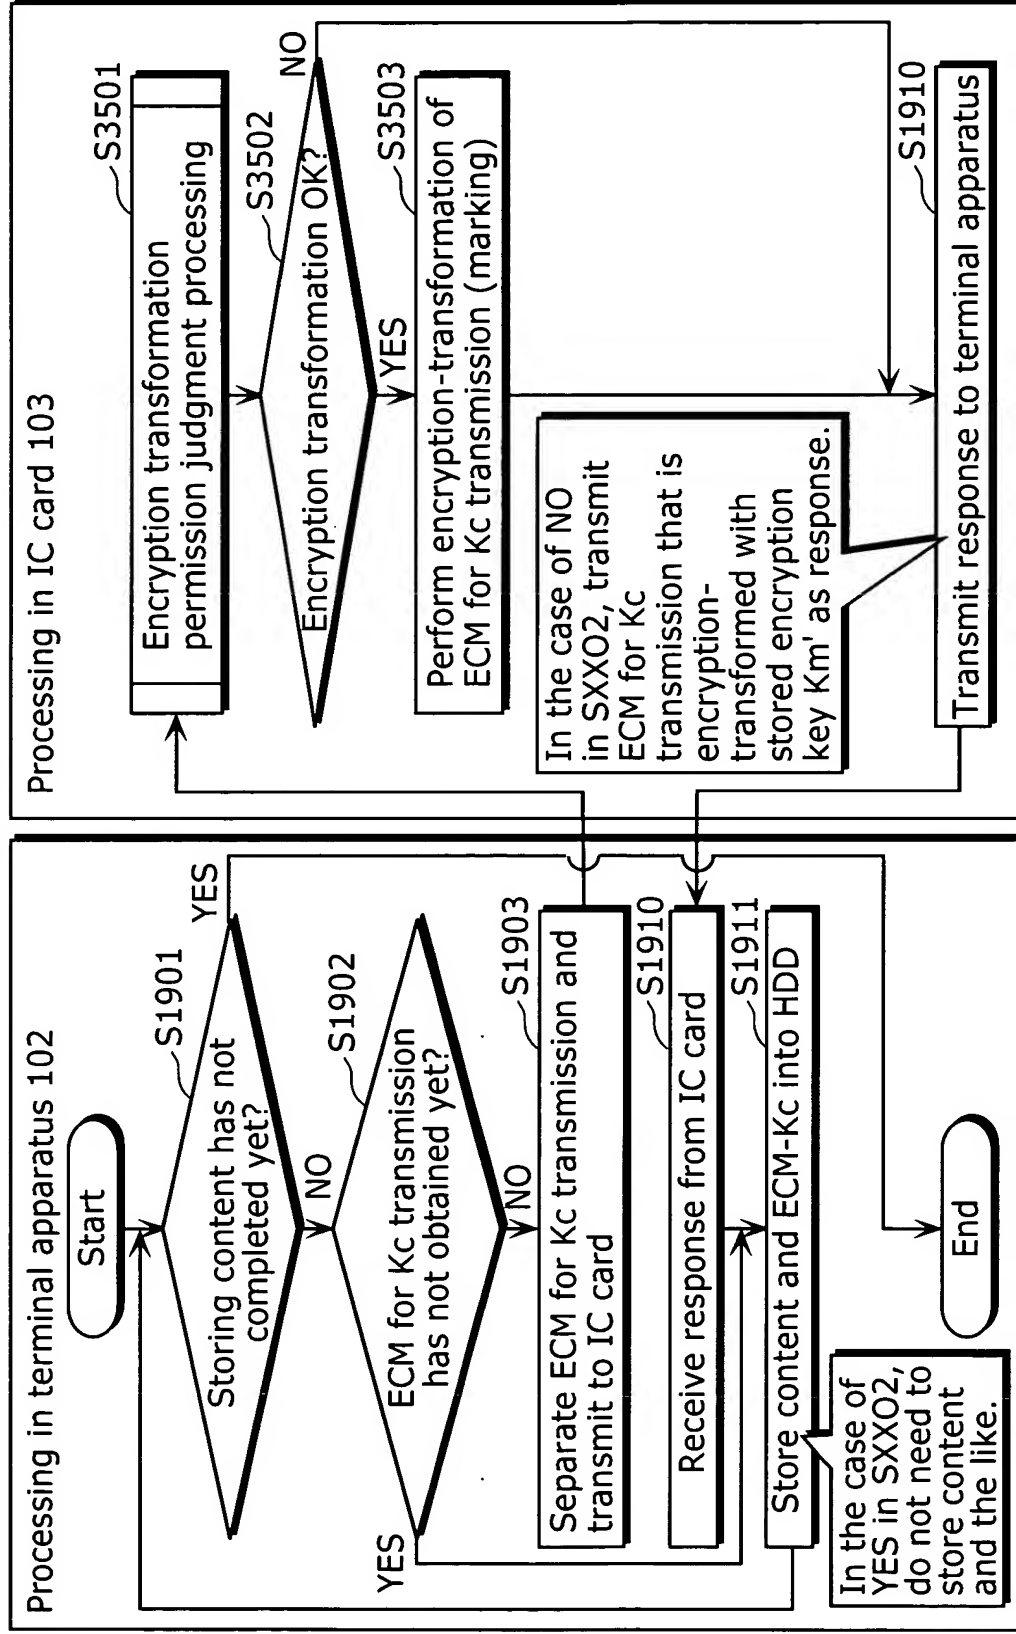 Processing in terminal apparatus 102
Start
S1901
Storing content has not
completed yet?
YES
NO
S1902
ECM for Kc transmission
has not obtained yet?
YES
NO
S1903
Separate ECM for Kc transmission and
transmit to IC card
S1910
Receive response from IC card
S1911
Store content and ECM-Kc into HDD
In the case of
YES in SXXO2,
do not need to
store content
and the like.
End
Processing in IC card 103
S3501
Encryption transformation
permission judgment processing
S3502
Encryption transformation OK?
NO
YES
S3503
Perform encryption-transformation of
ECM for Kc transmission (marking)
In the case of NO
in SXXO2, transmit
ECM for Kc
transmission that is
encryption-
transformed with
stored encryption
key Km' as response.
S1910
Transmit response to terminal apparatus